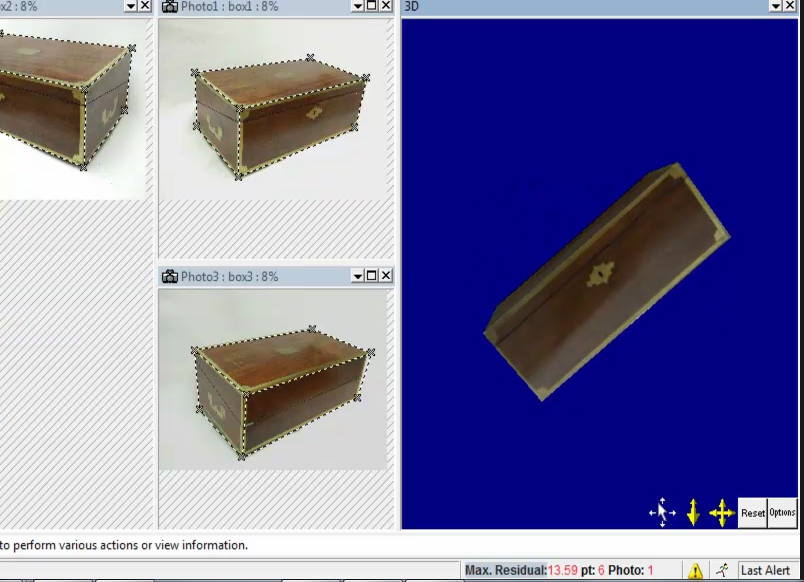 x2 : 8%
Photo1 : box1 : 8%
3D
Photo3 : box3 : 8%
Reset
Options
to perform various actions or view information.
Max. Residual: 13.59 pt: 6 Photo: 1
Last Alert